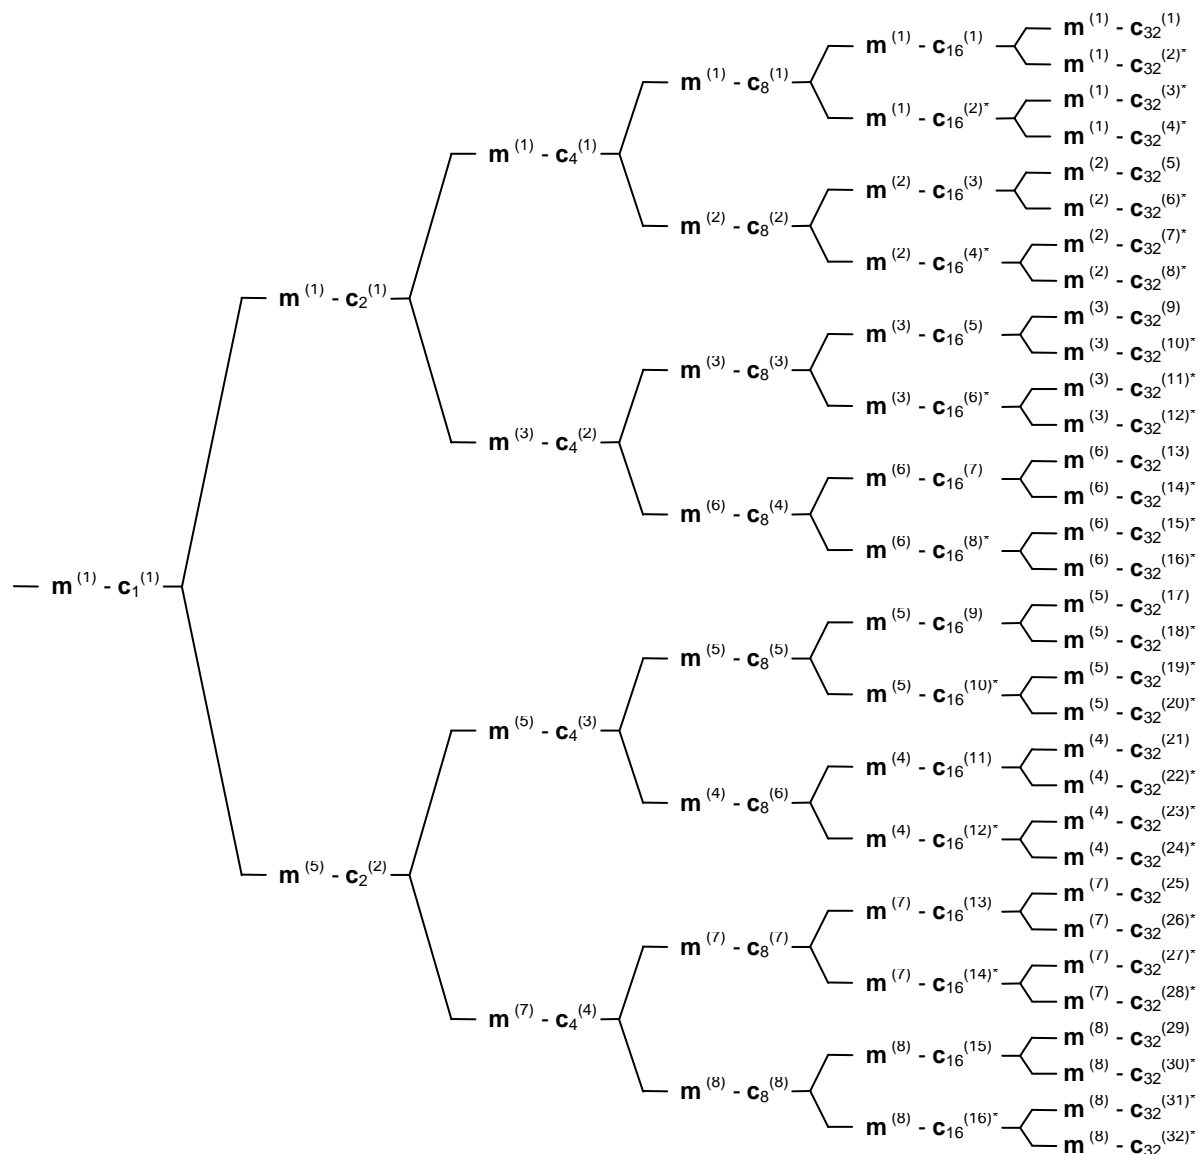 m(1) - c32(1)
m(1) - c16(1)
m(1) - c32(2)*
m(1) - c8(1)
m(1) - c32(3)*
m(1) - c16(2)*
m(1) - c32(4)*
m(1) - c4(1)
m(2) - c32(5)
m(2) - c16(3)
m(2) - c32(6)*
m(2) - c8(2)
m(2) - c32(7)*
m(2) - c16(4)*
m(2) - c32(8)*
m(1) - c2(1)
m(3) - c32(9)
m(3) - c16(5)
m(3) - c32(10)*
m(3) - c8(3)
m(3) - c32(11)*
m(3) - c16(6)*
m(3) - c32(12)*
m(3) - c4(2)
m(6) - c32(13)
m(6) - c16(7)
m(6) - c32(14)*
m(6) - c8(4)
m(6) - c32(15)*
m(6) - c16(8)*
m(6) - c32(16)*
m(1) - c1(1)
m(5) - c32(17)
m(5) - c16(9)
m(5) - c32(18)*
m(5) - c8(5)
m(5) - c32(19)*
m(5) - c16(10)*
m(5) - c32(20)*
m(5) - c4(3)
m(4) - c32(21)
m(4) - c16(11)
m(4) - c32(22)*
m(4) - c8(6)
m(4) - c32(23)*
m(4) - c16(12)*
m(4) - c32(24)*
m(5) - c2(2)
m(7) - c32(25)
m(7) - c16(13)
m(7) - c32(26)*
m(7) - c8(7)
m(7) - c32(27)*
m(7) - c16(14)*
m(7) - c32(28)*
m(7) - c4(4)
m(8) - c32(29)
m(8) - c16(15)
m(8) - c32(30)*
m(8) - c8(8)
m(8) - c32(31)*
m(8) - c16(16)*
m(8) - c32(32)*